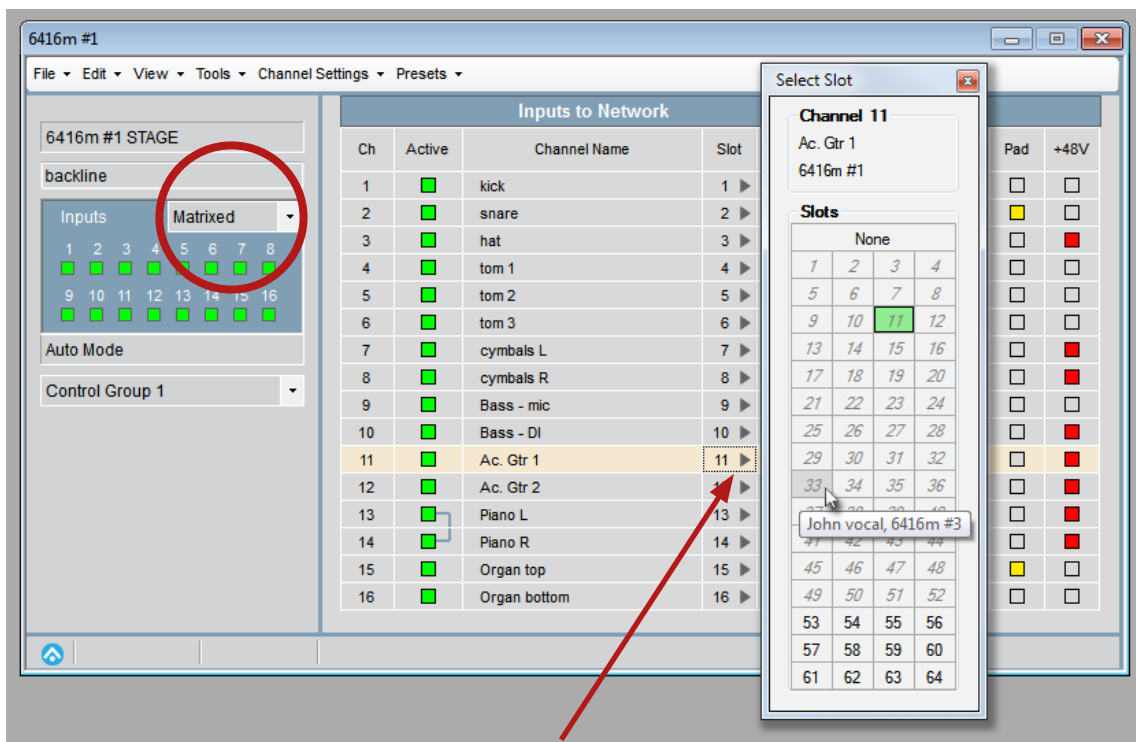 6416m #1
File Edit View Tools Channel Settings Presets
6416m #1 STAGE
backline
Inputs Matrixed
1 2 3 4 5 6 7 8
9 10 11 12 13 14 15 16
Auto Mode
Control Group 1
Inputs to Network
Ch Active Channel Name Slot Pad +48V
1 kick 1
2 snare 2
3 hat 3
4 tom 1 4
5 tom 2 5
6 tom 3 6
7 cymbals L 7
8 cymbals R 8
9 Bass - mic 9
10 Bass - DI 10
11 Ac. Gtr 1 11
12 Ac. Gtr 2
13 Piano L 13
14 Piano R 14
15 Organ top 15
16 Organ bottom 16
Select Slot
Channel 11
Ac. Gtr 1
6416m #1
Slots
None
1 2 3 4
5 6 7 8
9 10 11 12
13 14 15 16
17 18 19 20
21 22 23 24
25 26 27 28
29 30 31 32
33 34 35 36
John vocal, 6416m #3
41 42 43 44
45 46 47 48
49 50 51 52
53 54 55 56
57 58 59 60
61 62 63 64